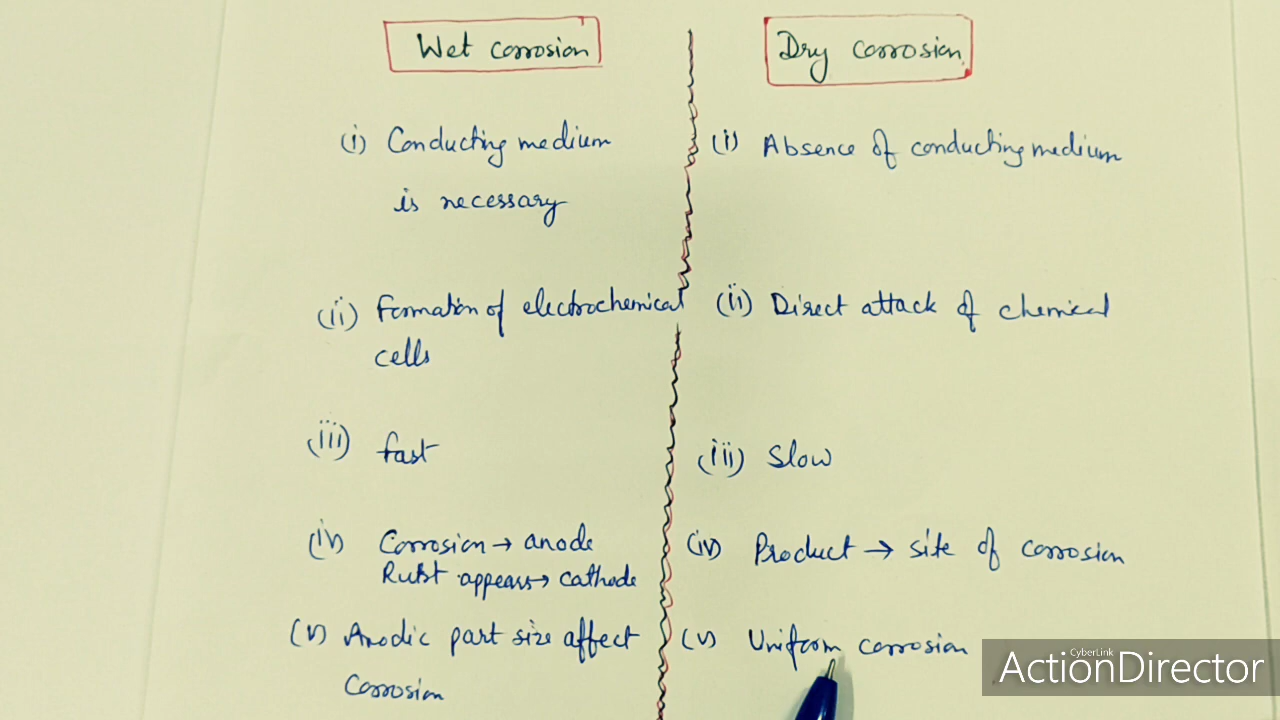 Wet corrosion
(i) Conducting medium
is necessary
(ii) Formation of electrochemical
cells
(iii) fast
(iv) Corrosion → anode
Rust appears → cathode
(v) Anodic part size affect
Corrosion
Dry corrosion
(i) Absence of conducting medium
(ii) Direct attack of chemical
(iii) Slow
(iv) Product → site of corrosion
(v) Uniform corrosion
CyberLink
ActionDirector